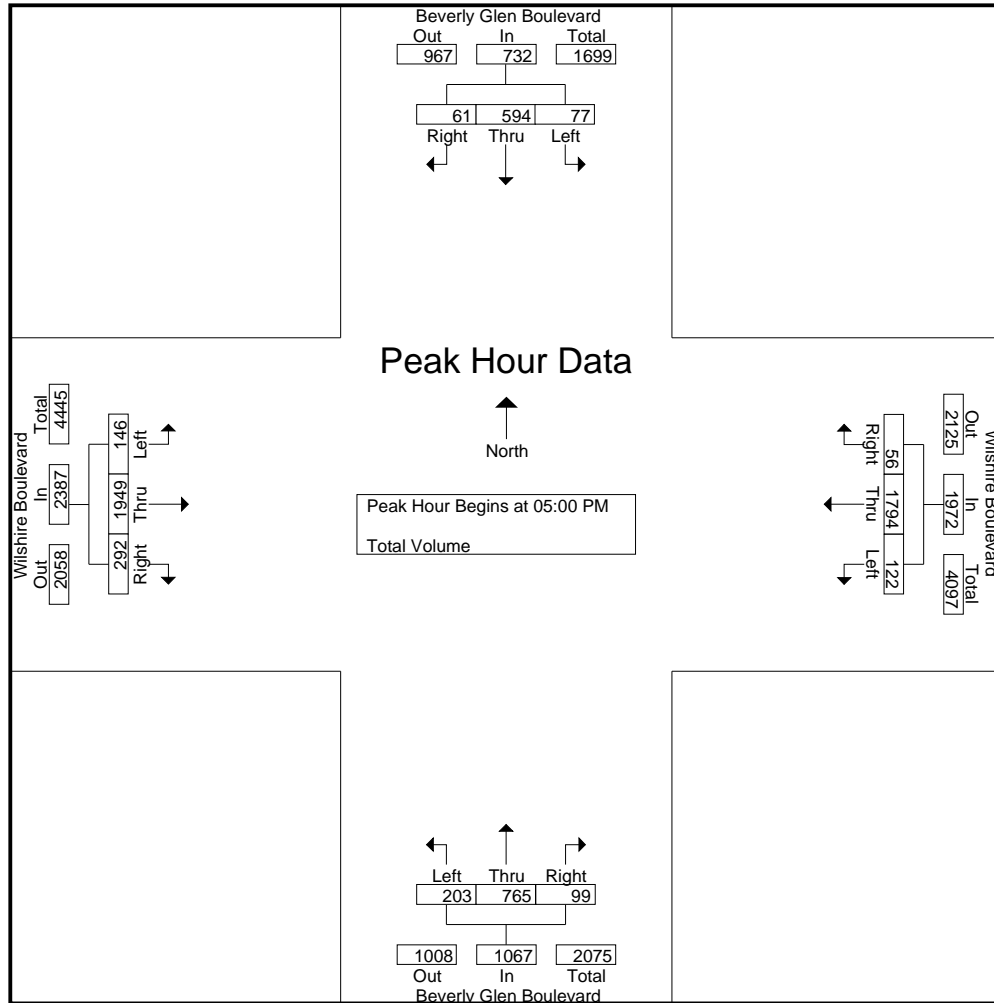 Beverly Glen Boulevard
Out In Total
967 732 1699
61 594 77
Right Thru Left
Peak Hour Data
North
Peak Hour Begins at 05:00 PM
Total Volume
Wilshire Boulevard
Out In Total
2058 2387 4445
146 1949 292
Left Thru Right
Wilshire Boulevard
Out In Total
2125 1972 4097
56 1794 122
Right Thru Left
Left Thru Right
203 765 99
1008 1067 2075
Out In Total
Beverly Glen Boulevard